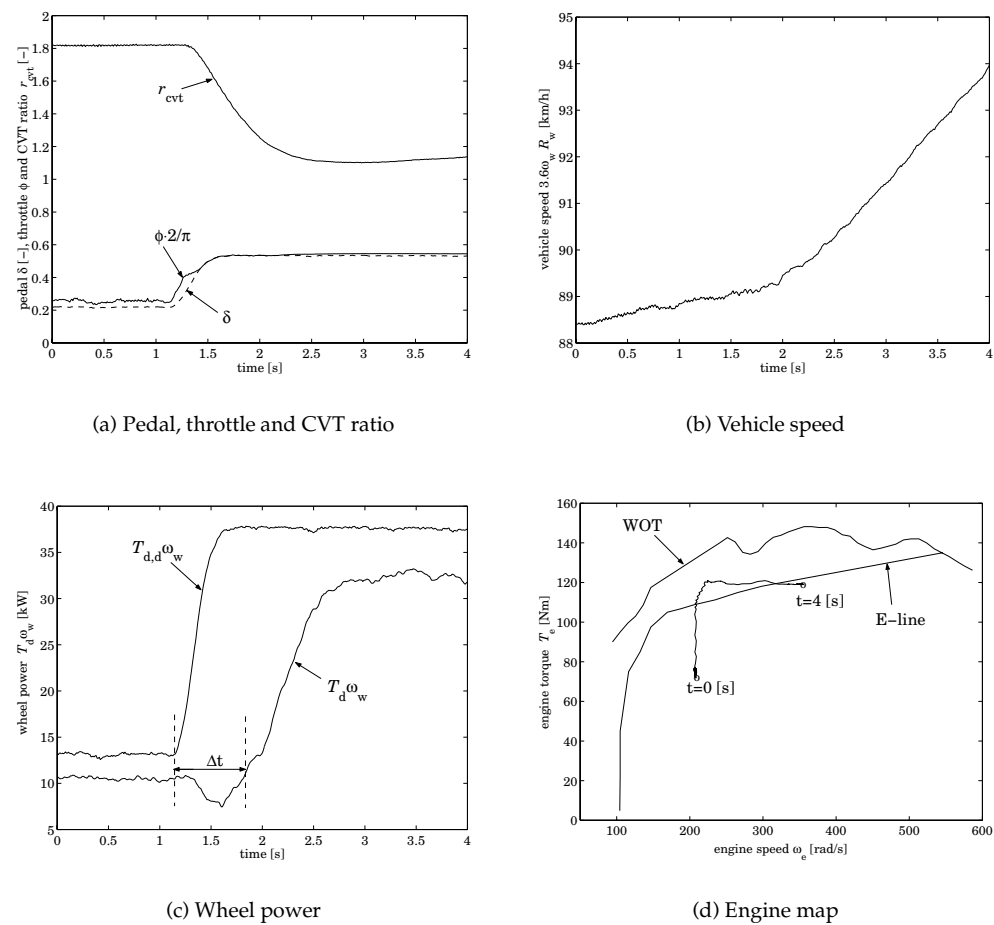 2
1.8
1.6
1.4
1.2
1
0.8
0.6
0.4
0.2
0
0 0.5 1 1.5 2 2.5 3 3.5 4
time [s]
pedal δ [−], throttle ϕ and CVT ratio r_cvt [−]
r_cvt
ϕ·2/π
δ
(a) Pedal, throttle and CVT ratio
95
94
93
92
91
90
89
88
0 0.5 1 1.5 2 2.5 3 3.5 4
time [s]
vehicle speed 3.6ω_w R_w [km/h]
(b) Vehicle speed
40
35
30
25
20
15
10
5
0 0.5 1 1.5 2 2.5 3 3.5 4
time [s]
wheel power T_d ω_w [kW]
T_d,d ω_w
T_d ω_w
Δt
(c) Wheel power
160
140
120
100
80
60
40
20
0
100 200 300 400 500 600
engine speed ω_e [rad/s]
engine torque T_e [Nm]
WOT
t=4 [s]
E−line
t=0 [s]
(d) Engine map